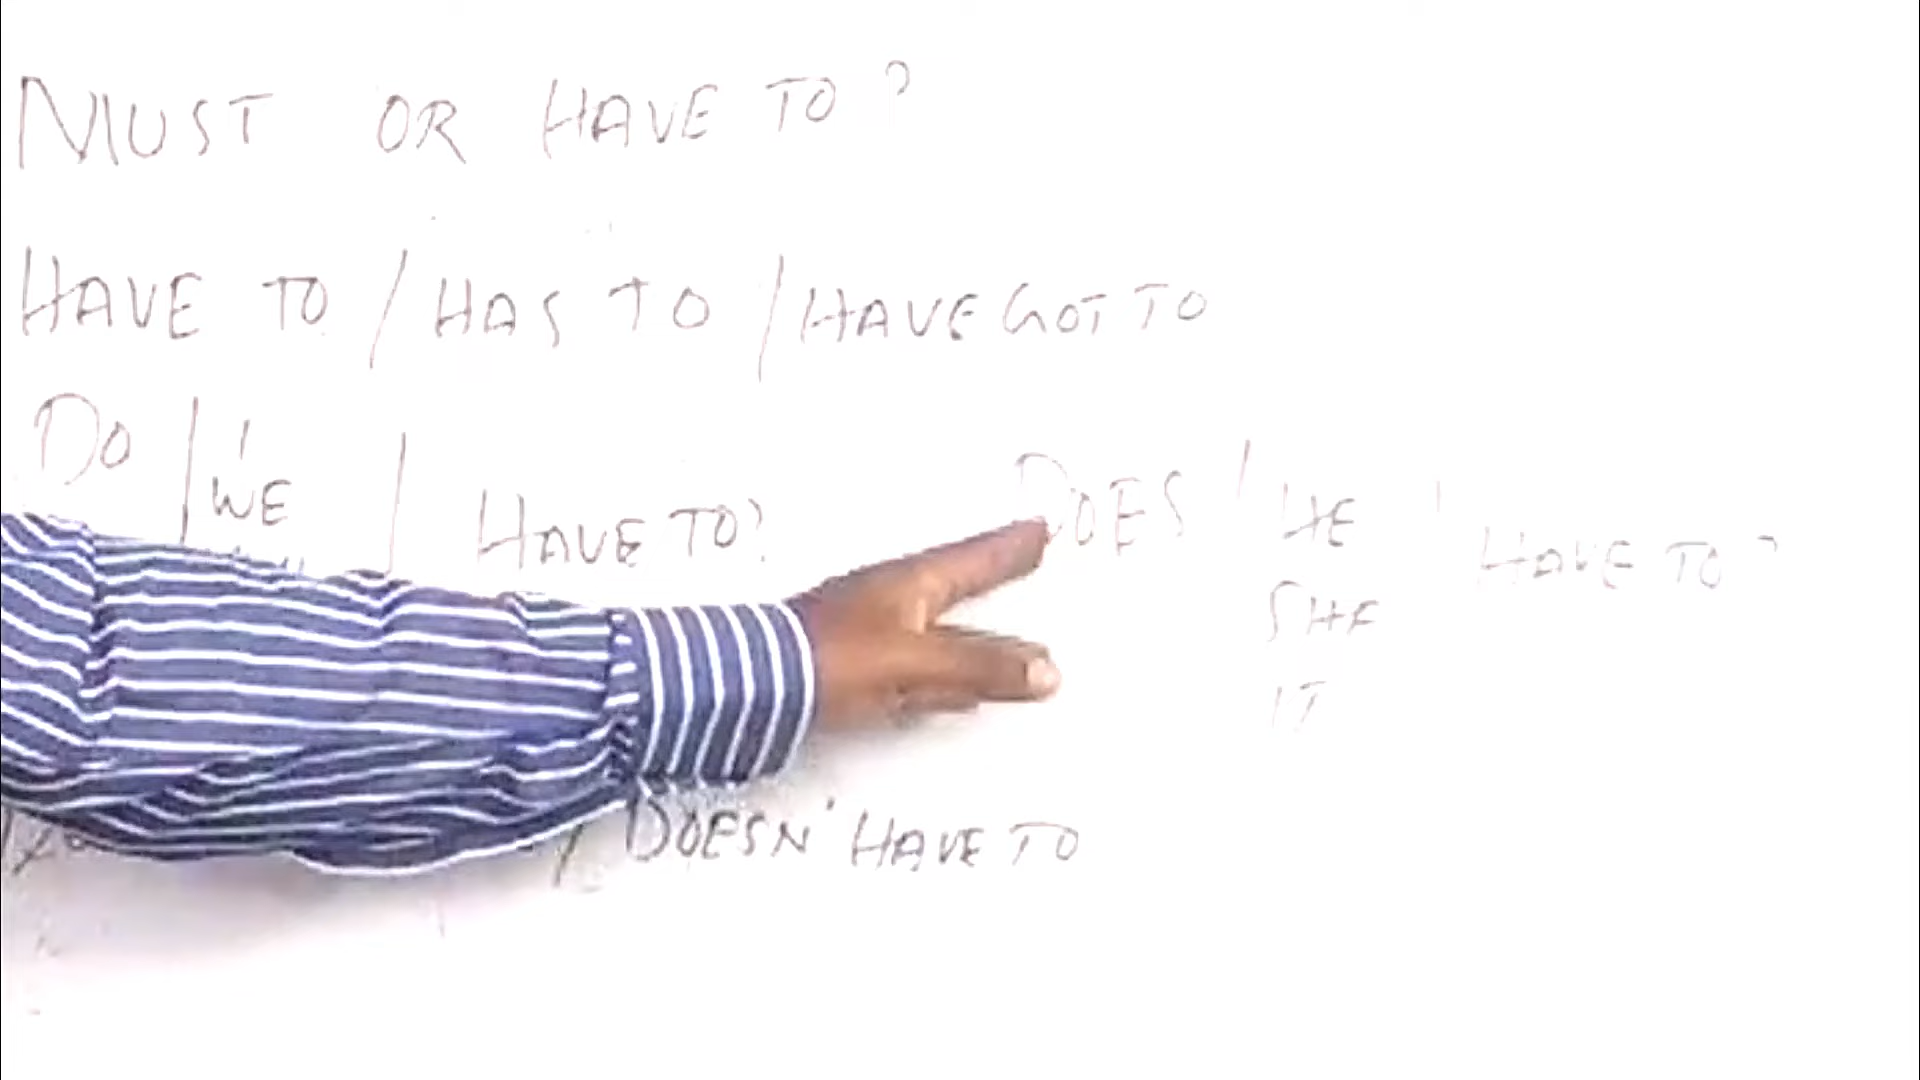 MUST OR HAVE TO?
HAVE TO / HAS TO / HAVE GOT TO
DO / I / HAVE TO?
WE
DOES / HE / HAVE TO?
SHE
IT
/ DOESN' HAVE TO